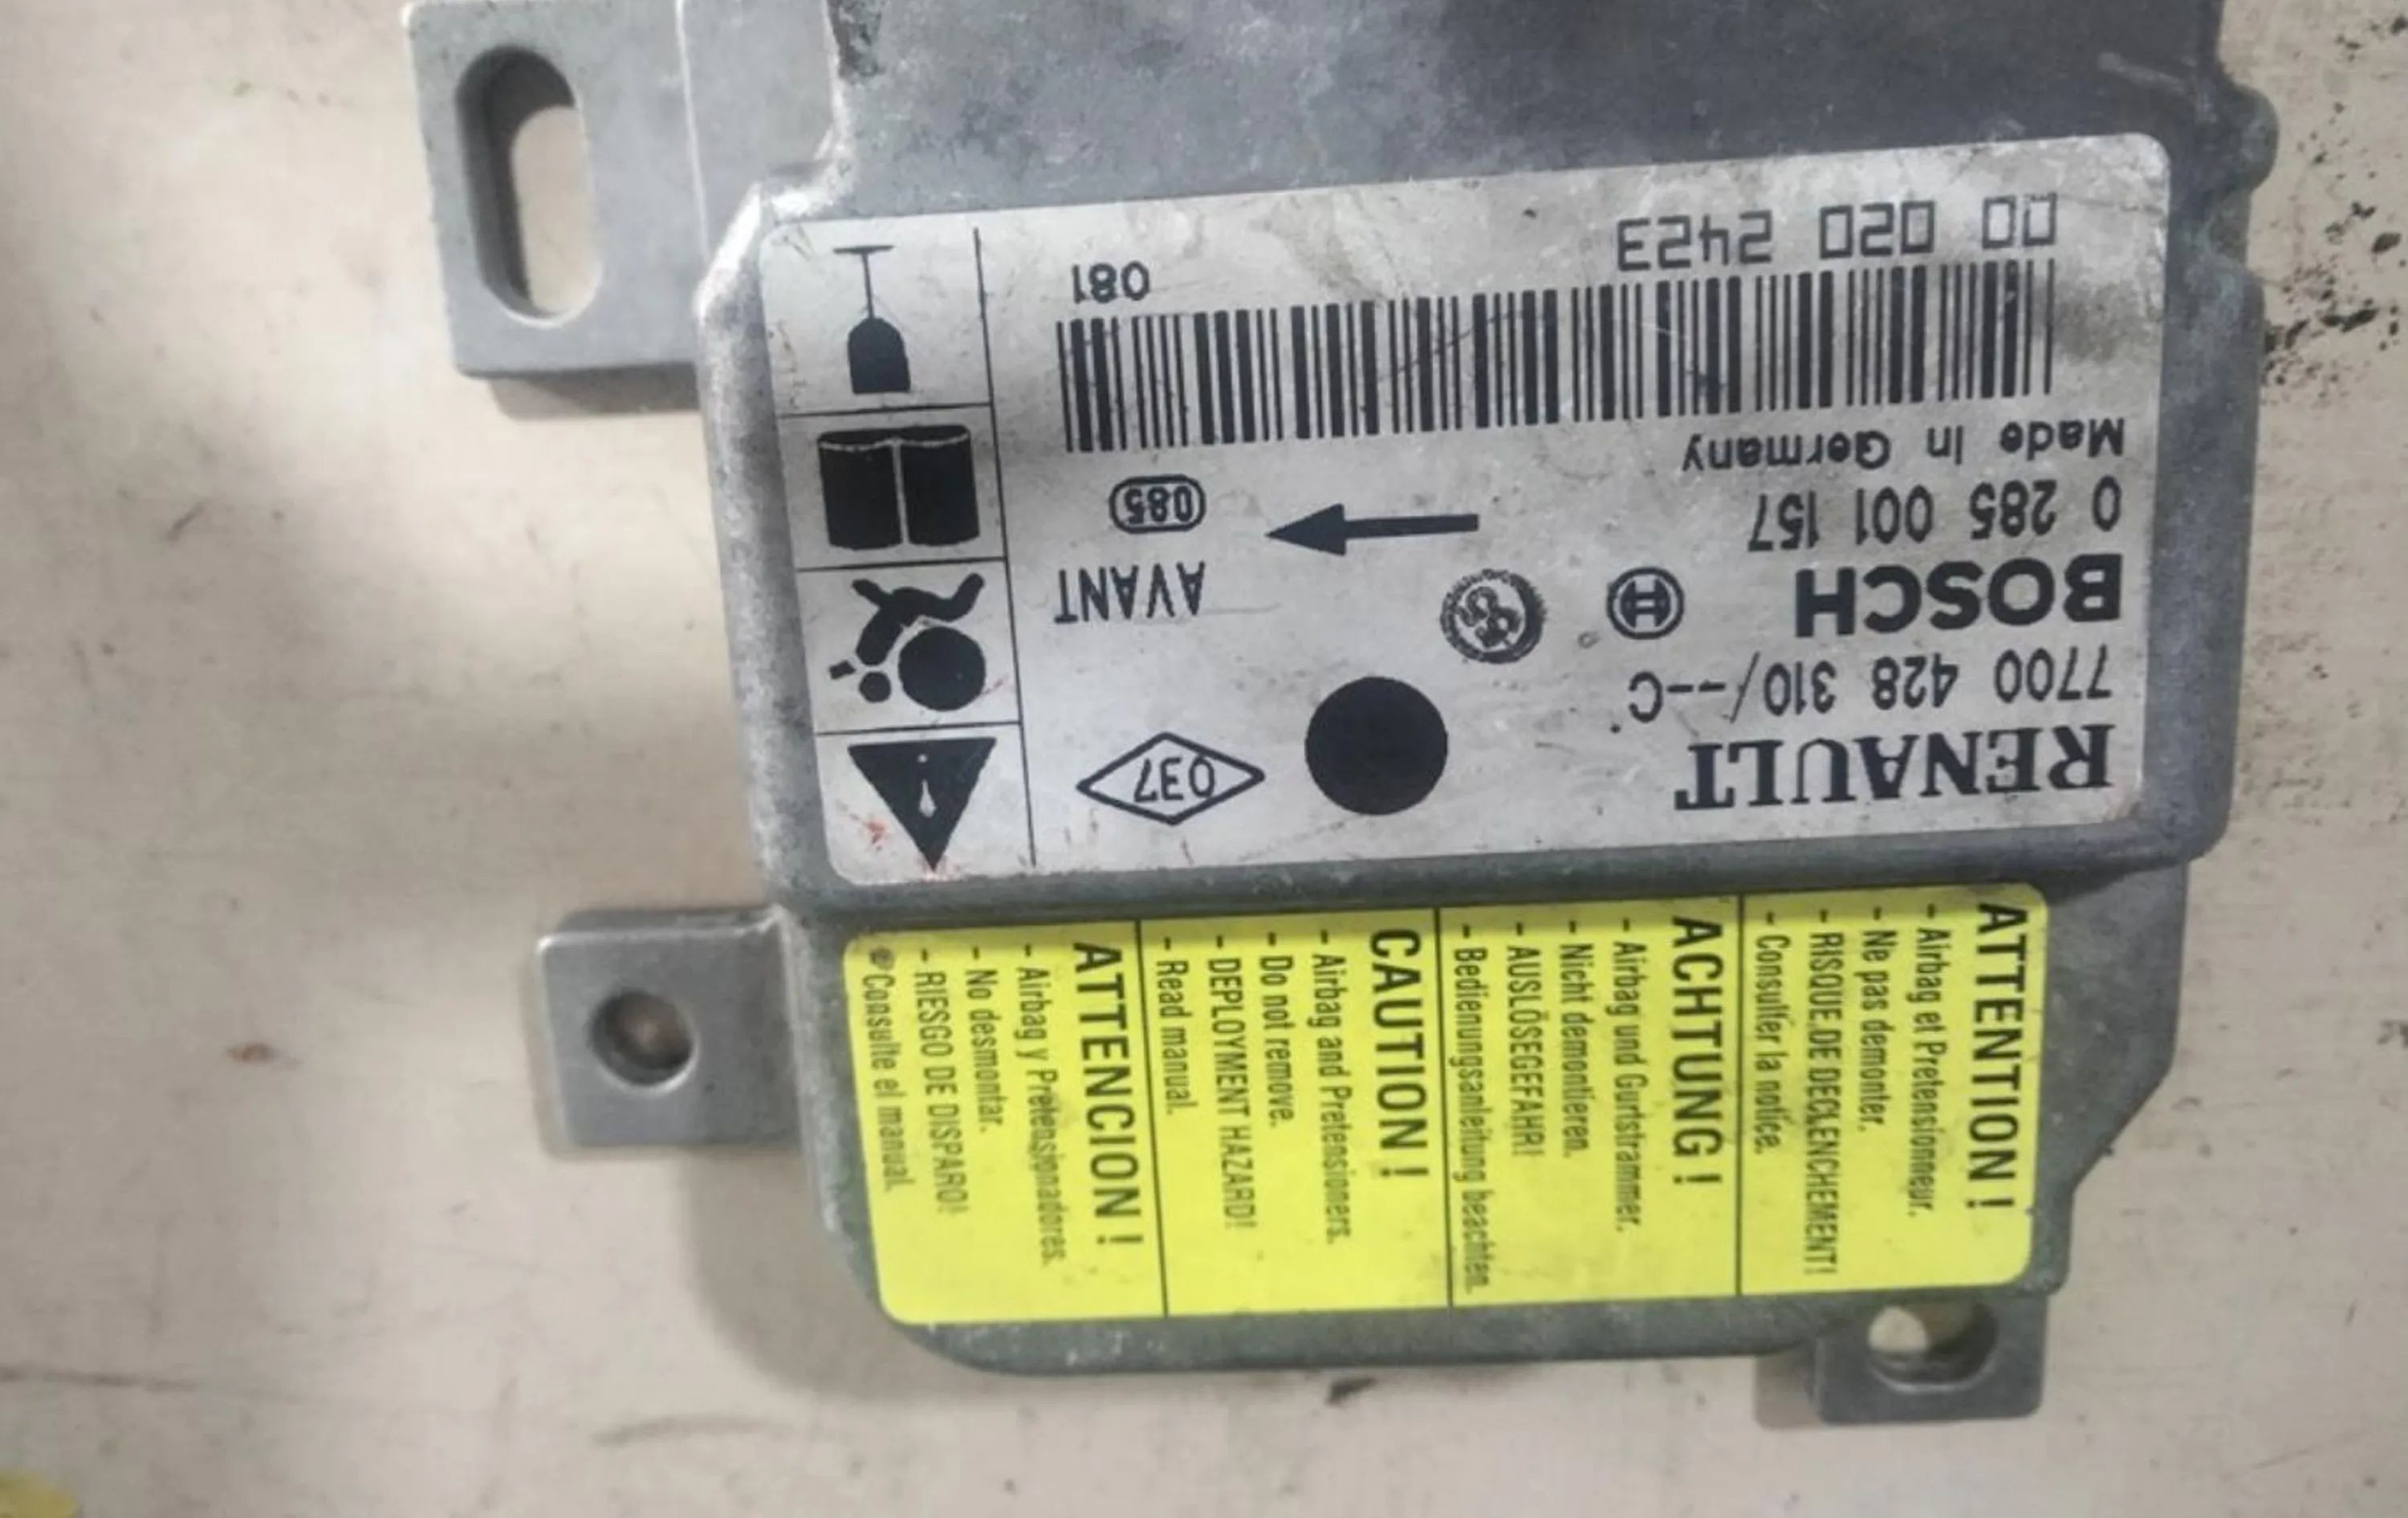 RENAULT
037
7700 428 310/--C
BOSCH
AVANT
0 285 001 157
085
Made In Germany
081
00 020 2423
ATTENTION !
- Airbag et Pretensionneur.
- Ne pas demonter.
- RISQUE DE DECLENCHEMENT!
- Consulter la notice.
ACHTUNG !
- Airbag und Gurtstrammer.
- Nicht demontieren.
- AUSLÖSEGEFAHR!
- Bedienungsanleitung beachten.
CAUTION !
- Airbag and Pretensioners.
- Do not remove.
- DEPLOYMENT HAZARD!
- Read manual.
ATTENCION !
- Airbag y Pretensjonadores.
- No desmontar.
- RIESGO DE DISPARO!
- Consulte el manual.